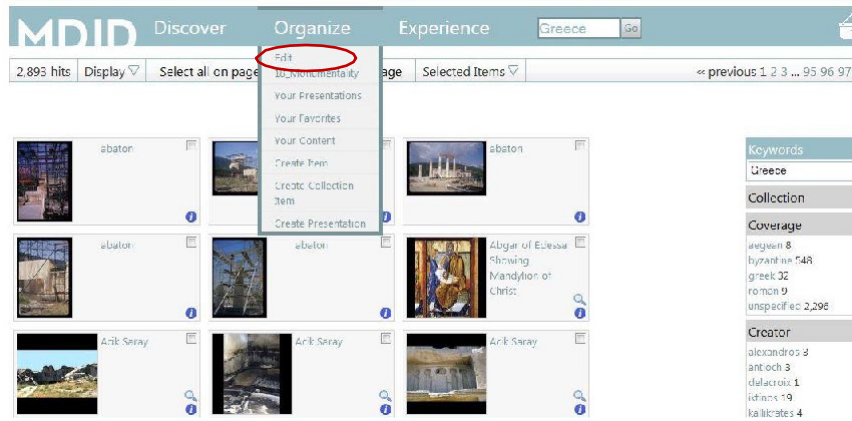 MDID Discover Organize Experience Greece Go
2,893 hits Display Select all on page age Selected Items « previous 1 2 3 ... 95 96 97
Edit
10_Monumentality
Your Presentations
Your Favorites
Your Content
Create Item
Create Collection
Item
Create Presentation
abaton abaton
Keywords
Greece
Collection
Coverage
aegean 8
byzantine 548
greek 32
roman 9
unspecified 2,296
abaton abaton Abgar of Edessa
Showing
Mandylion of
Christ
Creator
alexandros 3
antioch 3
delacroix 1
iktinos 19
kallikrates 4
Acik Saray Acik Saray Acik Saray